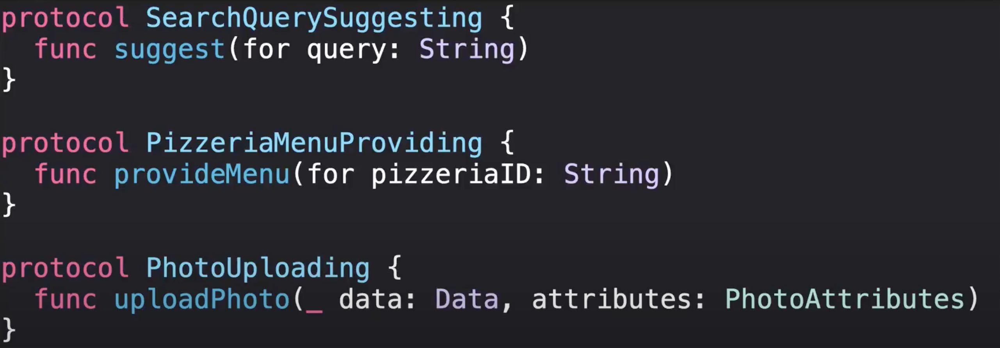 protocol SearchQuerySuggesting {
  func suggest(for query: String)
}

protocol PizzeriaMenuProviding {
  func provideMenu(for pizzeriaID: String)
}

protocol PhotoUploading {
  func uploadPhoto(_ data: Data, attributes: PhotoAttributes)
}